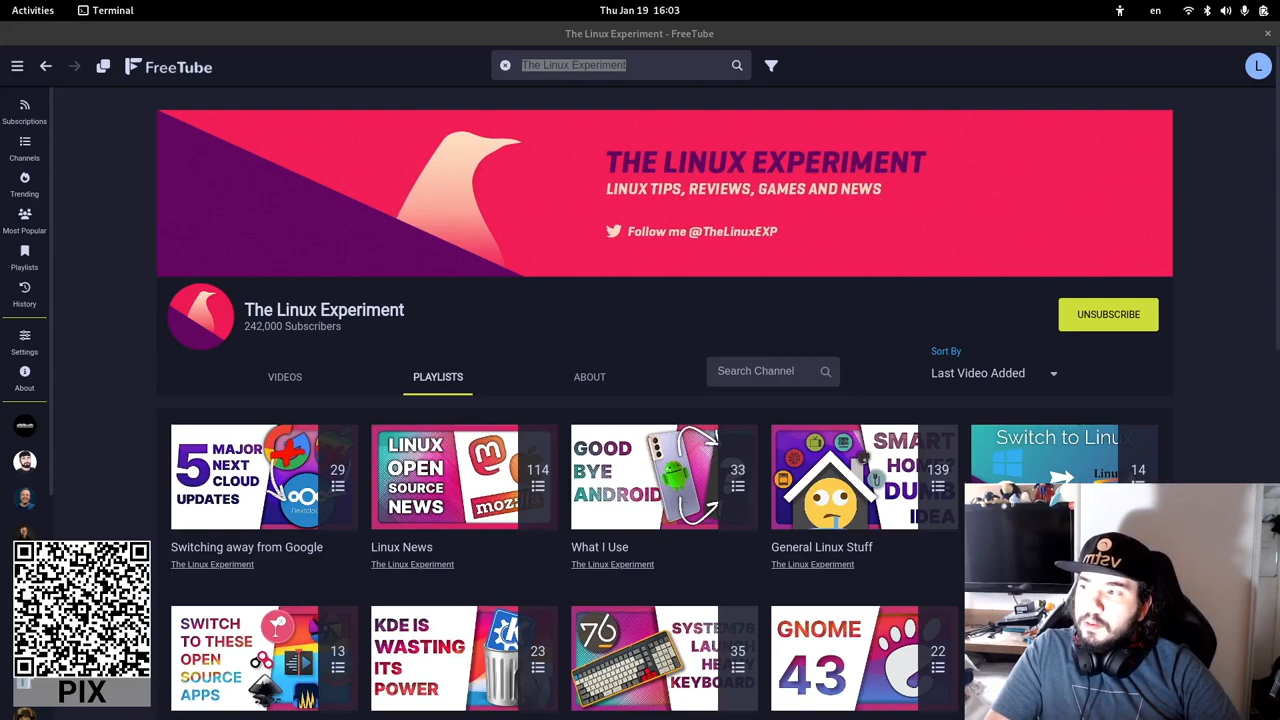 Activities
Terminal
Thu Jan 19 16:03
en
The Linux Experiment - FreeTube
FreeTube
The Linux Experiment
L
Subscriptions
Channels
Trending
Most Popular
Playlists
History
Settings
About
THE LINUX EXPERIMENT
LINUX TIPS, REVIEWS, GAMES AND NEWS
Follow me @TheLinuxEXP
The Linux Experiment
242,000 Subscribers
UNSUBSCRIBE
VIDEOS
PLAYLISTS
ABOUT
Search Channel
Sort By
Last Video Added
5 MAJOR
NEXT
CLOUD
UPDATES
29
Switching away from Google
The Linux Experiment
LINUX
OPEN
SOURCE
NEWS
moz://a
114
Linux News
The Linux Experiment
GOOD
BYE
ANDROID
33
What I Use
The Linux Experiment
SMART
HOME?
DUMB
IDEA
139
General Linux Stuff
The Linux Experiment
Switch to Linux
14
SWITCH
TO THESE
OPEN
SOURCE
APPS
13
KDE IS
WASTING
ITS
POWER
23
76
SYSTEM76
LAUNCH
HEAVY
KEYBOARD
35
GNOME
43
22
PIX